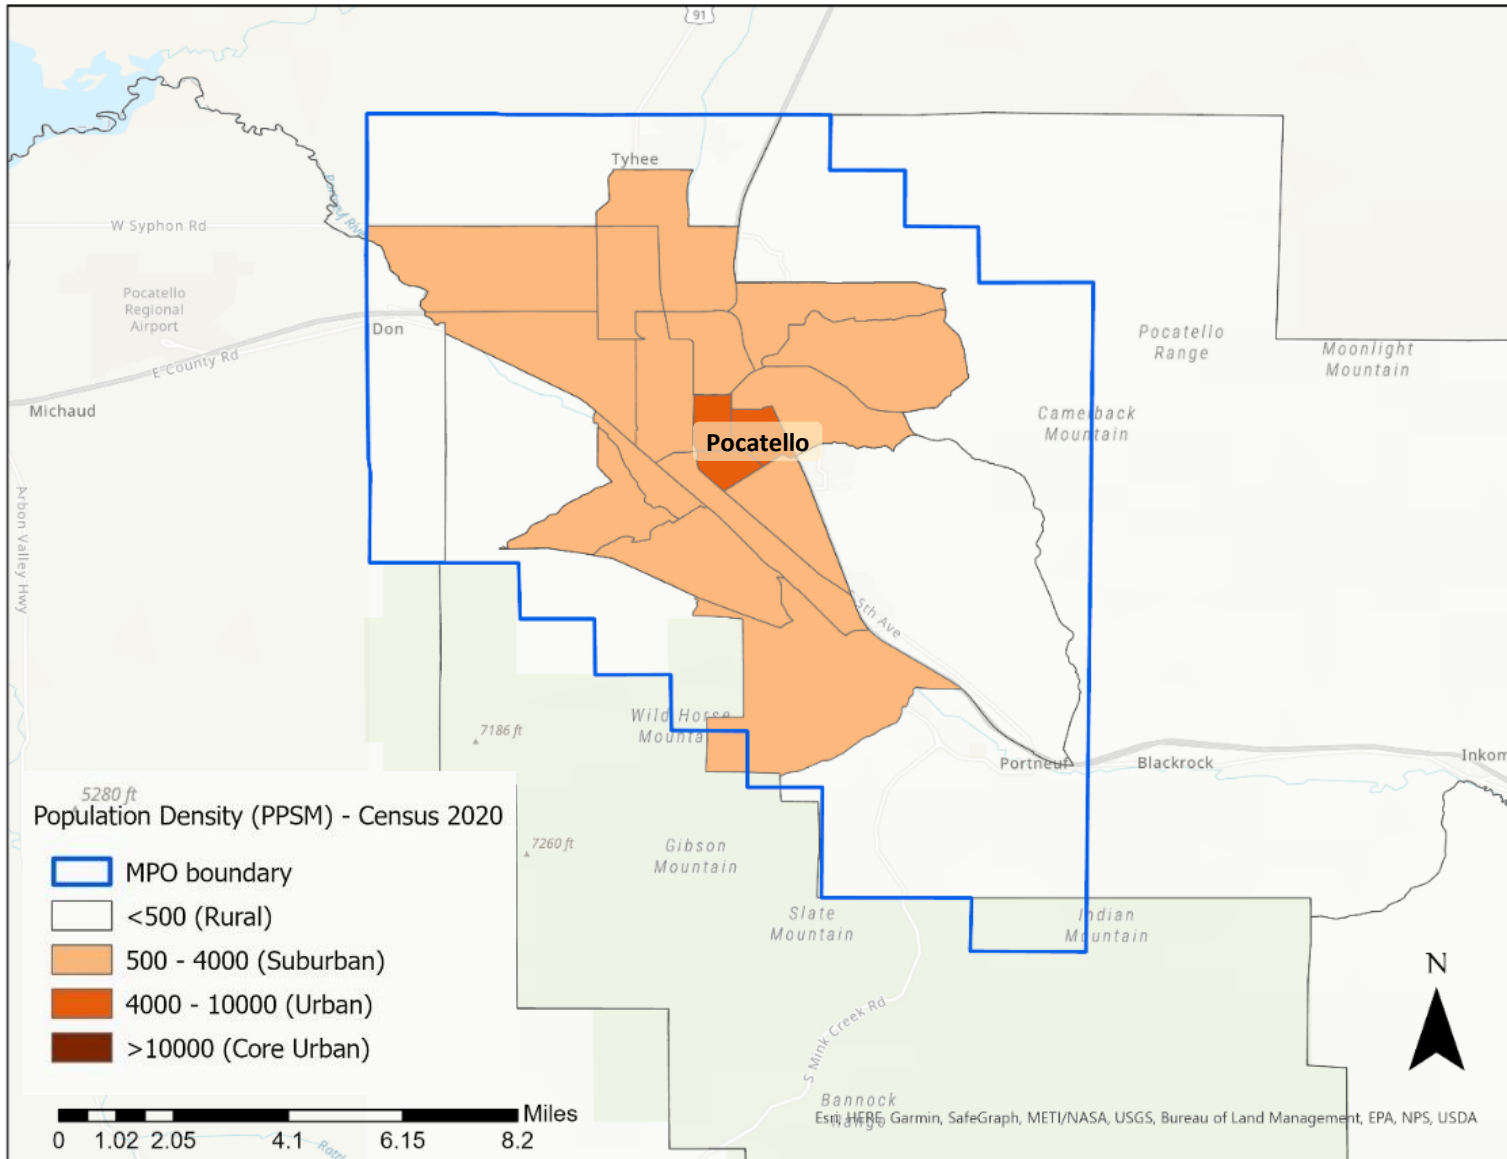 91
Tyhee
Portneuf River
W Syphon Rd
Pocatello
Regional
Airport
Don
E County Rd
Michaud
Pocatello
Range
Moonlight
Mountain
Camelback
Mountain
Pocatello
Arbon Valley Hwy
S 5th Ave
Wild Horse
Mounta
7186 ft
Portneuf
Blackrock
Inkom
5280 ft
Population Density (PPSM) - Census 2020
MPO boundary
<500 (Rural)
500 - 4000 (Suburban)
4000 - 10000 (Urban)
>10000 (Core Urban)
7260 ft
Gibson
Mountain
Slate
Mountain
Indian
Mountain
N
S Mink Creek Rd
Bannock
Range
Esri, HERE, Garmin, SafeGraph, METI/NASA, USGS, Bureau of Land Management, EPA, NPS, USDA
Miles
0 1.02 2.05 4.1 6.15 8.2